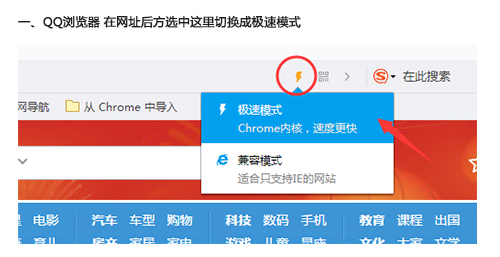 一、QQ浏览器 在网址后方选中这里切换成极速模式
在此搜索
网导航 从 Chrome 中导入
极速模式
Chrome内核，速度更快
兼容模式
适合只支持IE的网站
电影 汽车 车型 购物 科技 数码 手机 教育 课程 出国